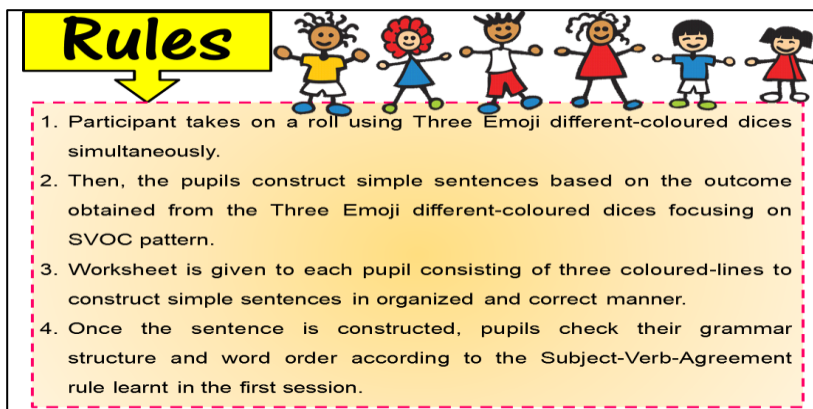 Rules
1. Participant takes on a roll using Three Emoji different-coloured dices
simultaneously.
2. Then, the pupils construct simple sentences based on the outcome
obtained from the Three Emoji different-coloured dices focusing on
SVOC pattern.
3. Worksheet is given to each pupil consisting of three coloured-lines to
construct simple sentences in organized and correct manner.
4. Once the sentence is constructed, pupils check their grammar
structure and word order according to the Subject-Verb-Agreement
rule learnt in the first session.